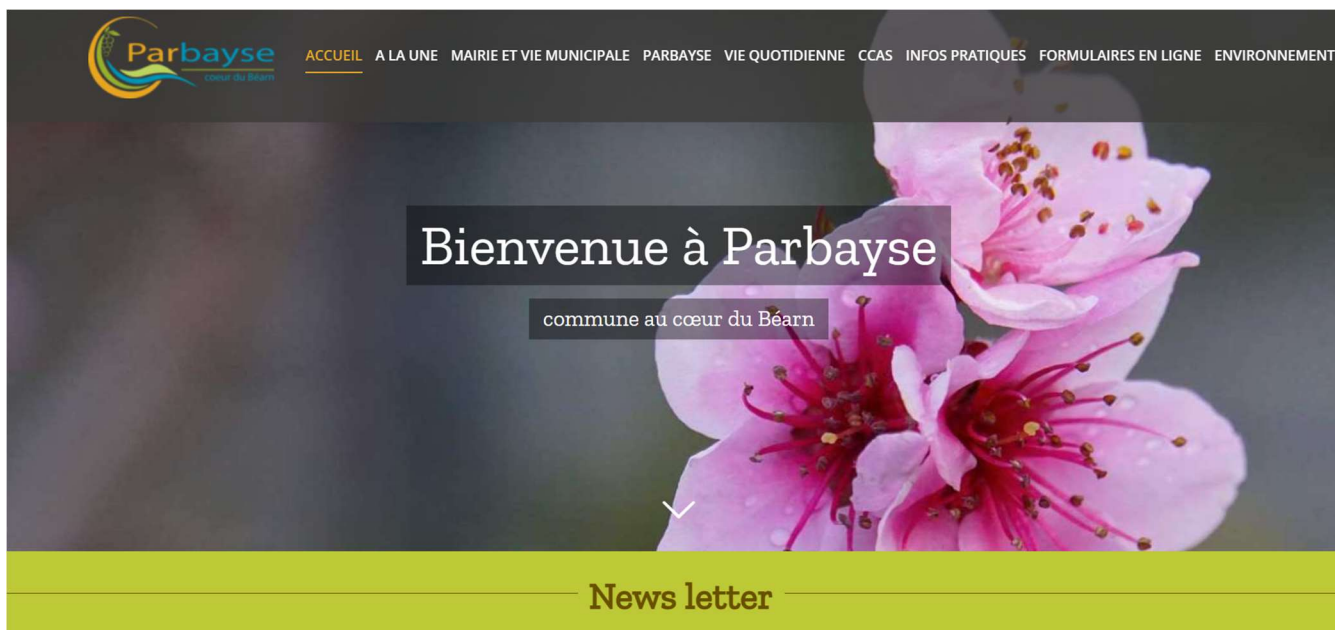 Parbayse
coeur du Béarn
ACCUEIL A LA UNE MAIRIE ET VIE MUNICIPALE PARBAYSE VIE QUOTIDIENNE CCAS INFOS PRATIQUES FORMULAIRES EN LIGNE ENVIRONNEMENT
Bienvenue à Parbayse
commune au cœur du Béarn
News letter